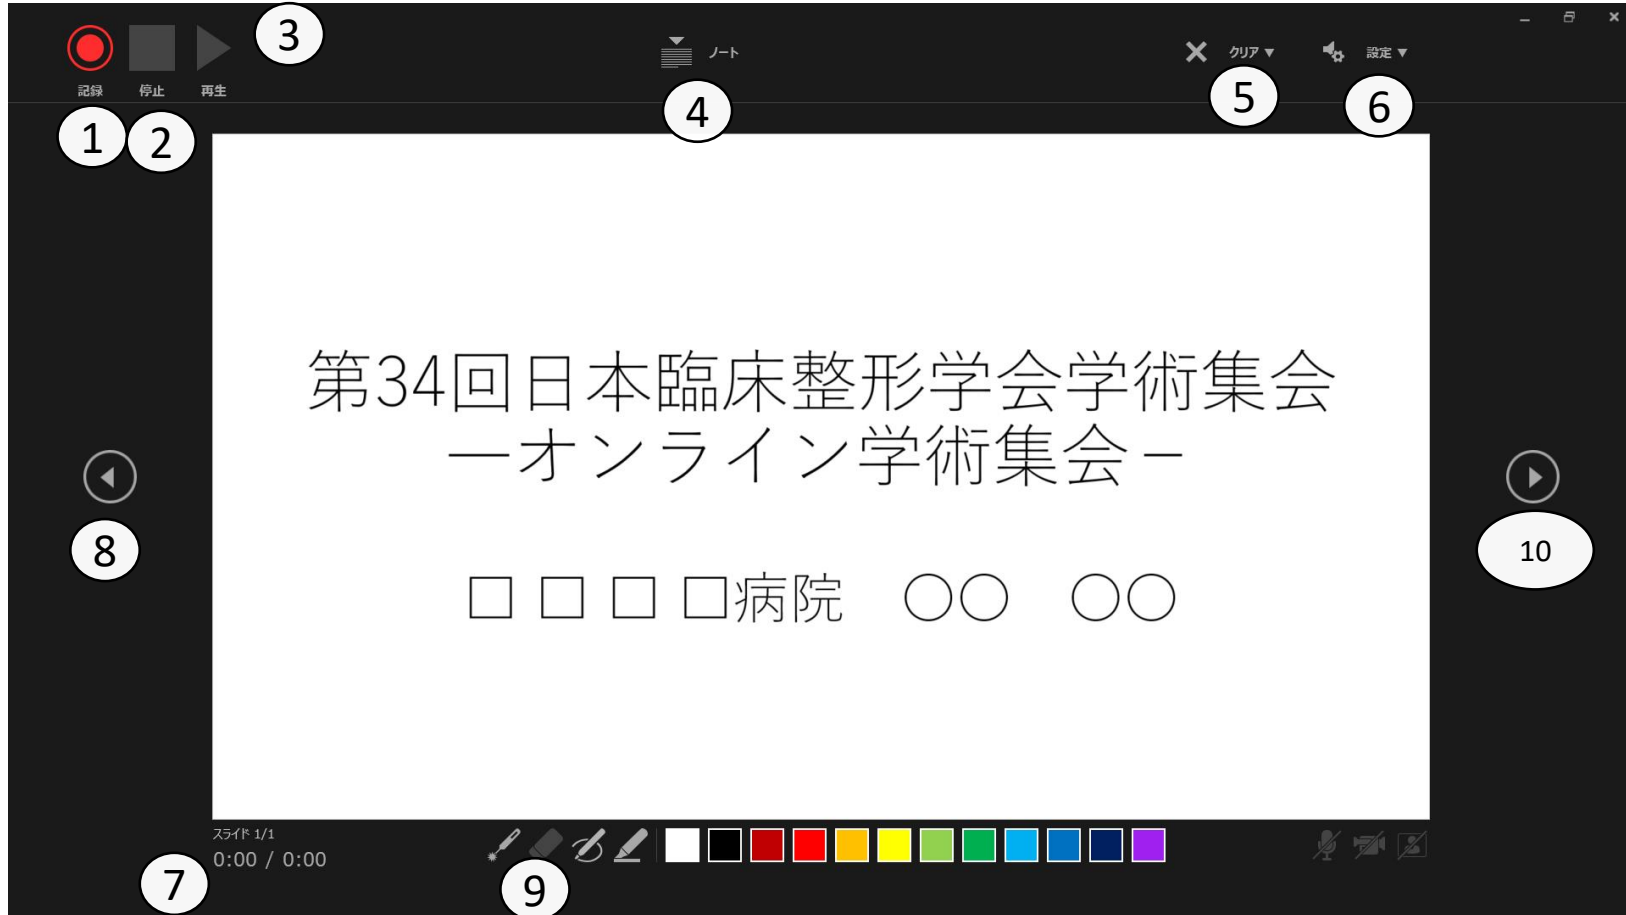 記録
停止
再生
3
ノート
クリア ▼
設定 ▼
1
2
4
5
6
第34回日本臨床整形学会学術集会
―オンライン学術集会－
□ □ □ □病院　○○　○○
8
10
スライド 1/1
0:00 / 0:00
7
9